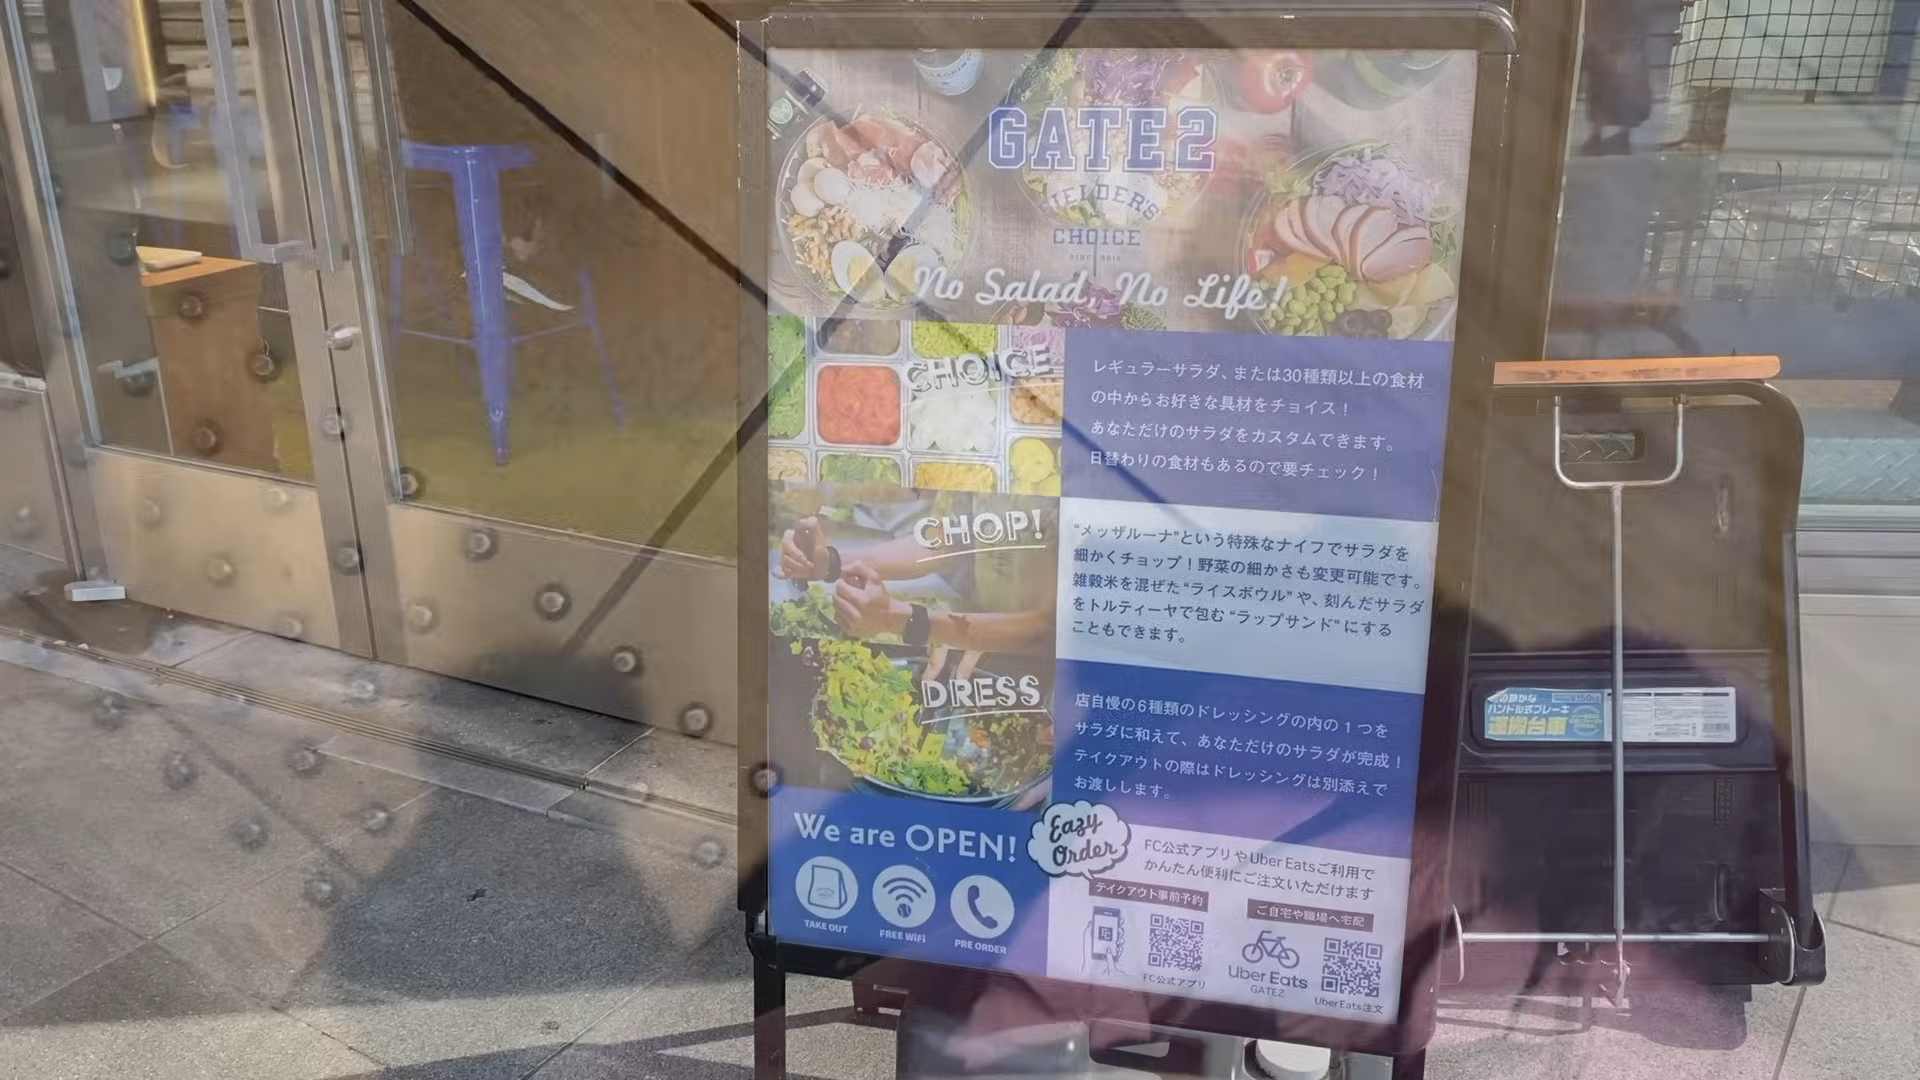 GATE2
FIELDER'S
CHOICE
No Salad, No Life!
CHOICE
レギュラーサラダ、または30種類以上の食材
の中からお好きな具材をチョイス！
あなただけのサラダをカスタムできます。
日替わりの食材もあるので要チェック！
CHOP!
“メッザルーナ”という特殊なナイフでサラダを
細かくチョップ！野菜の細かさも変更可能です。
雑穀米を混ぜた“ライスボウル”や、刻んだサラダ
をトルティーヤで包む“ラップサンド“にする
こともできます。
DRESS
店自慢の6種類のドレッシングの内の１つを
サラダに和えて、あなただけのサラダが完成！
テイクアウトの際はドレッシングは別添えで
お渡しします。
We are OPEN!
TAKE OUT
FREE WiFi
PRE ORDER
Eazy
Order
FC公式アプリやUber Eatsご利用で
かんたん便利にご注文いただけます
テイクアウト事前予約
FC公式アプリ
ご自宅や職場へ宅配
Uber Eats
GATE2
UberEats注文
ハンドル式ブレーキ
運搬台車